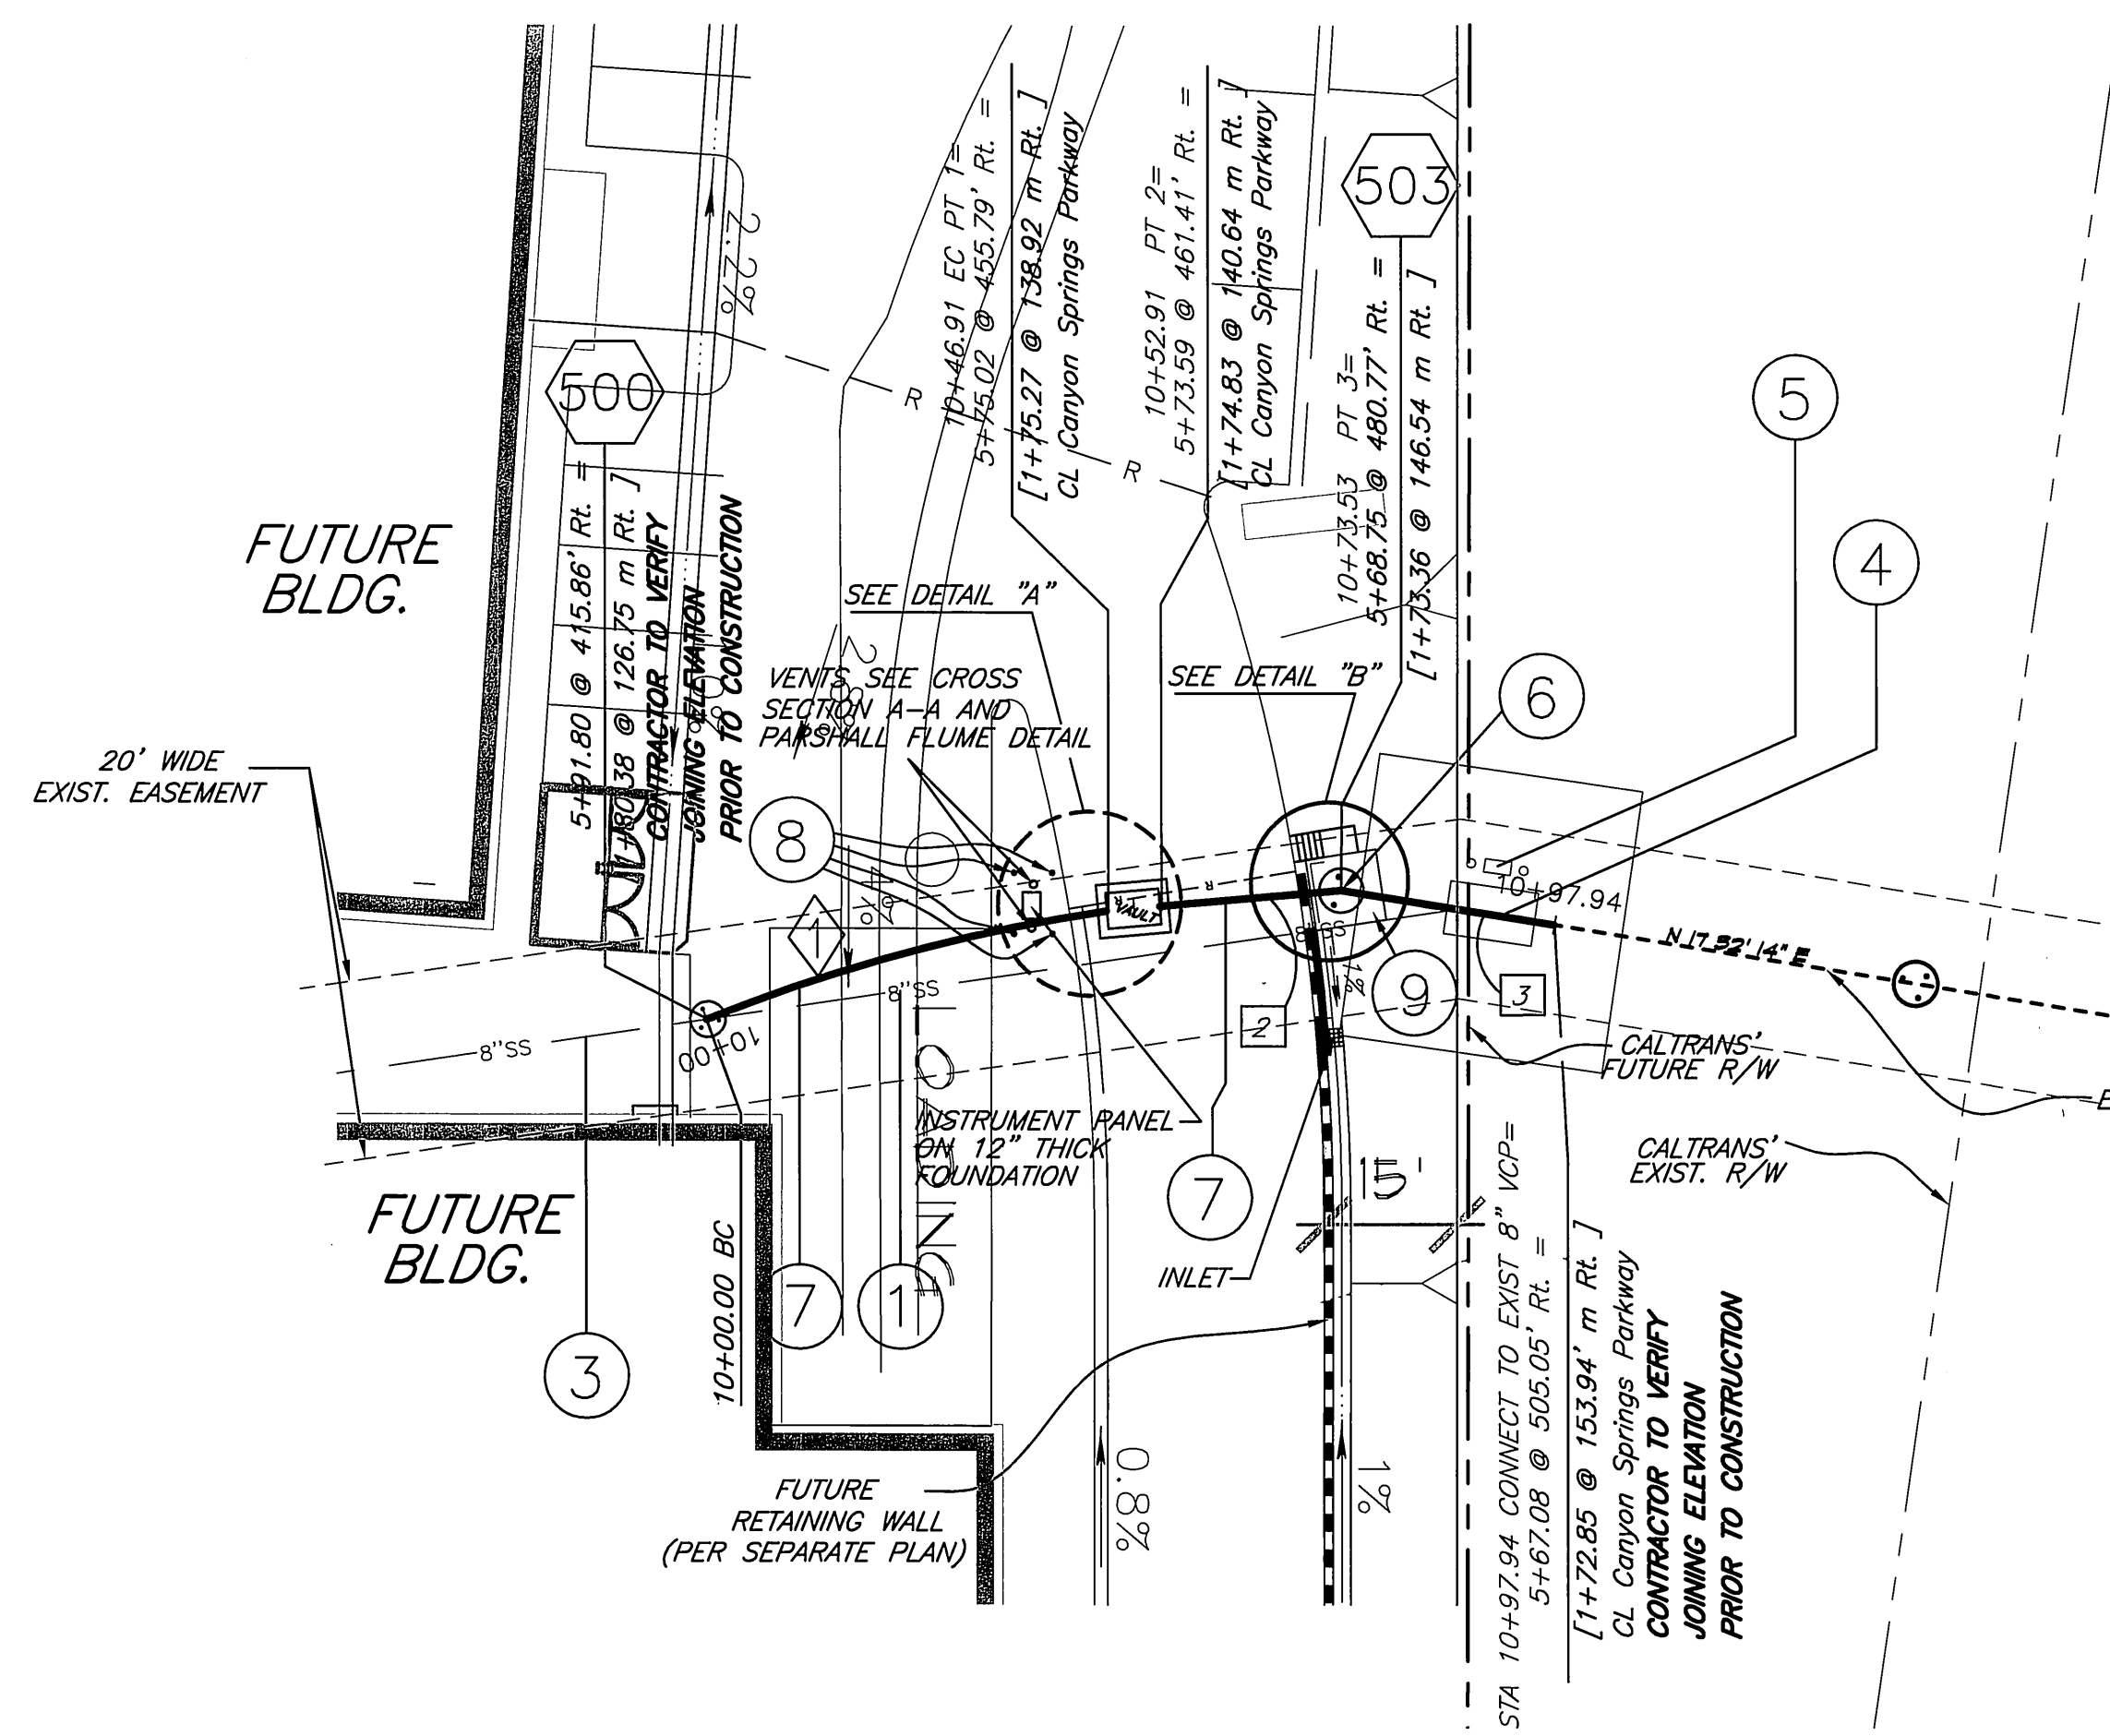 10+46.91 EC PT 1=
5+75.02 @ 455.79' Rt. =
[1+75.27 @ 138.92 m Rt. ]
CL Canyon Springs Parkway
10+52.91 PT 2=
5+73.59 @ 461.41' Rt. =
[1+74.83 @ 140.64 m Rt. ]
CL Canyon Springs Parkway
503
10+73.53 PT 3=
5+68.75 @ 480.77' Rt. =
[1+73.36 @ 146.54 m Rt. ]
2.2%
500
R
R
5
4
FUTURE
BLDG.
5+91.80 @ 415.86' Rt. =
1+80.38 @ 126.75 m Rt. ]
CONTRACTOR TO VERIFY
JOINING ELEVATION
PRIOR TO CONSTRUCTION
SEE DETAIL "A"
VENTS SEE CROSS
SECTION A-A AND
PARSHALL FLUME DETAIL
SEE DETAIL "B"
6
20' WIDE
EXIST. EASEMENT
8
1
VAULT
R
R
10+97.94
N 17°32'14" E
8"SS
8"SS
8"SS
10+00
1%
2
9
3
CALTRANS'
FUTURE R/W
INSTRUMENT PANEL
ON 12" THICK
FOUNDATION
7
15'
CALTRANS'
EXIST. R/W
E
FUTURE
BLDG.
10+00.00 BC
7
1
INLET
3
FUTURE
RETAINING WALL
(PER SEPARATE PLAN)
0.8%
1%
STA 10+97.94 CONNECT TO EXIST 8" VCP=
5+67.08 @ 505.05' Rt. =
[1+72.85 @ 153.94' m Rt. ]
CL Canyon Springs Parkway
CONTRACTOR TO VERIFY
JOINING ELEVATION
PRIOR TO CONSTRUCTION